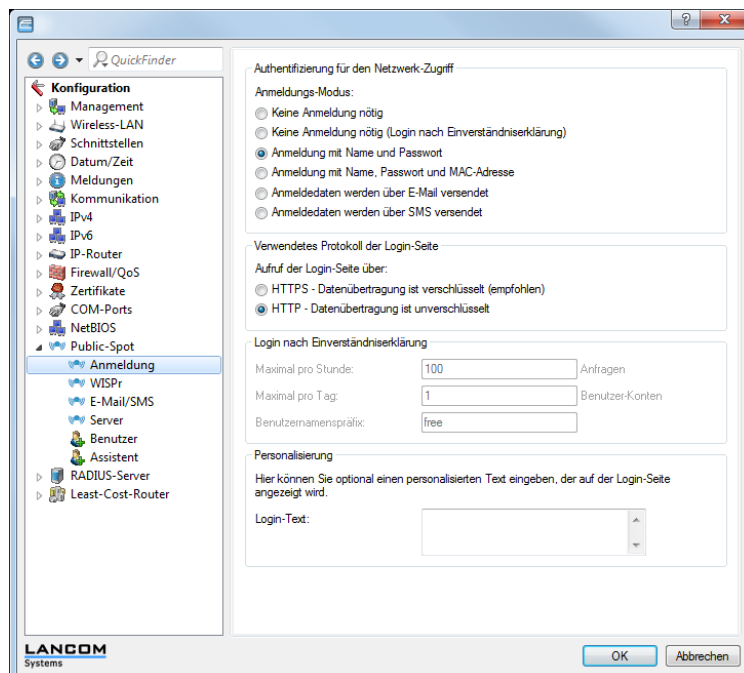 QuickFinder
Konfiguration
Management
Wireless-LAN
Schnittstellen
Datum/Zeit
Meldungen
Kommunikation
IPv4
IPv6
IP-Router
Firewall/QoS
Zertifikate
COM-Ports
NetBIOS
Public-Spot
Anmeldung
WISPr
E-Mail/SMS
Server
Benutzer
Assistent
RADIUS-Server
Least-Cost-Router
Authentifizierung für den Netzwerk-Zugriff
Anmeldungs-Modus:
Keine Anmeldung nötig
Keine Anmeldung nötig (Login nach Einverständniserklärung)
Anmeldung mit Name und Passwort
Anmeldung mit Name, Passwort und MAC-Adresse
Anmeldedaten werden über E-Mail versendet
Anmeldedaten werden über SMS versendet
Verwendetes Protokoll der Login-Seite
Aufruf der Login-Seite über:
HTTPS - Datenübertragung ist verschlüsselt (empfohlen)
HTTP - Datenübertragung ist unverschlüsselt
Login nach Einverständniserklärung
Maximal pro Stunde: 100 Anfragen
Maximal pro Tag: 1 Benutzer-Konten
Benutzernamenspräfix: free
Personalisierung
Hier können Sie optional einen personalisierten Text eingeben, der auf der Login-Seite
angezeigt wird.
Login-Text:
LANCOM
Systems
OK Abbrechen